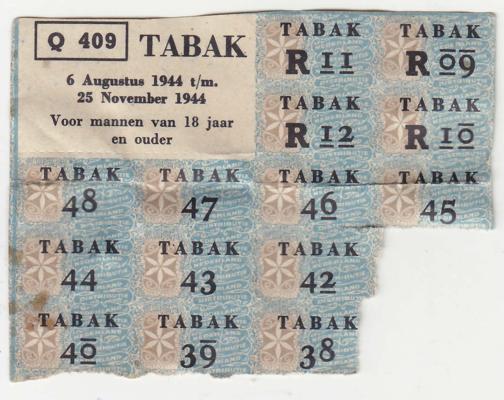 Q 409 TABAK
6 Augustus 1944 t/m.
25 November 1944
Voor mannen van 18 jaar
en ouder
TABAK TABAK
R 11 R 09
TABAK TABAK
R 12 R 10
TABAK TABAK TABAK TABAK
48 47 46 45
TABAK TABAK TABAK
44 43 42
TABAK TABAK TABAK
40 39 38